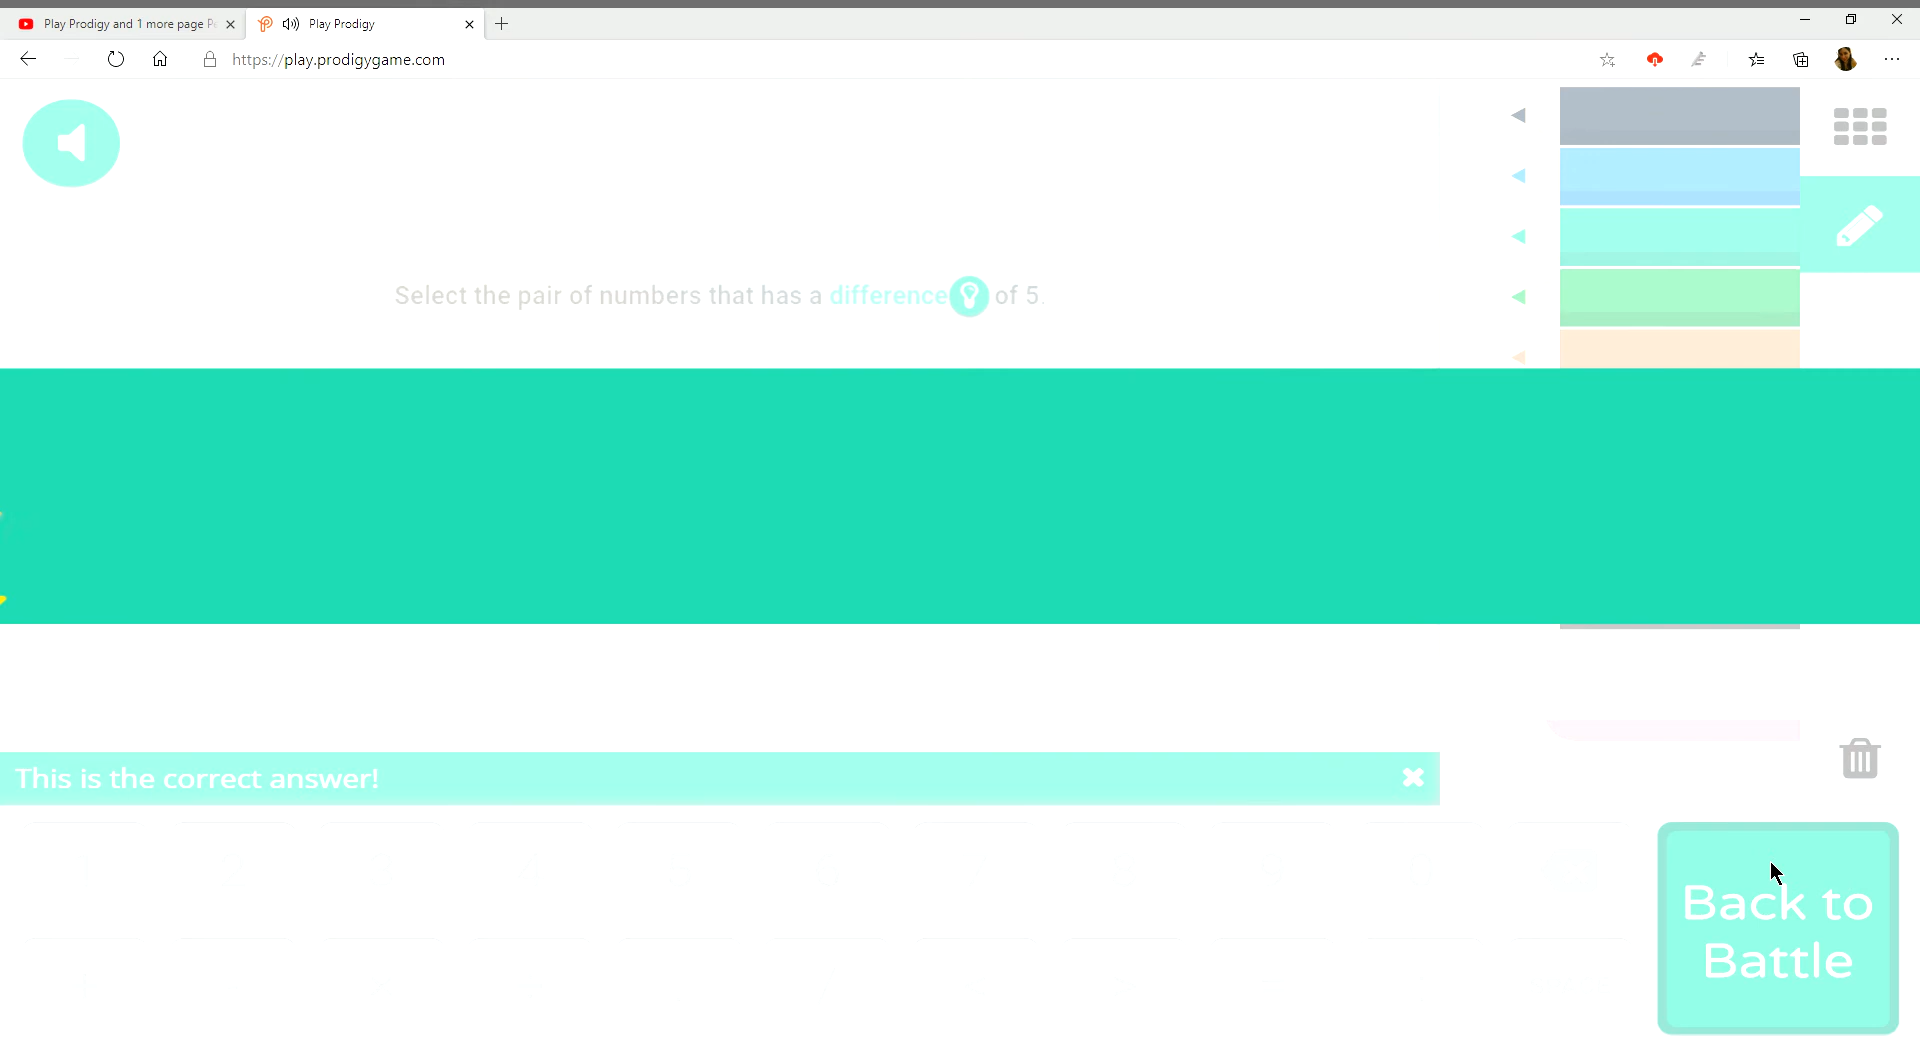 Play Prodigy and 1 more page P
Play Prodigy
https://play.prodigygame.com
Select the pair of numbers that has a difference of 5.
This is the correct answer!
Back to
Battle